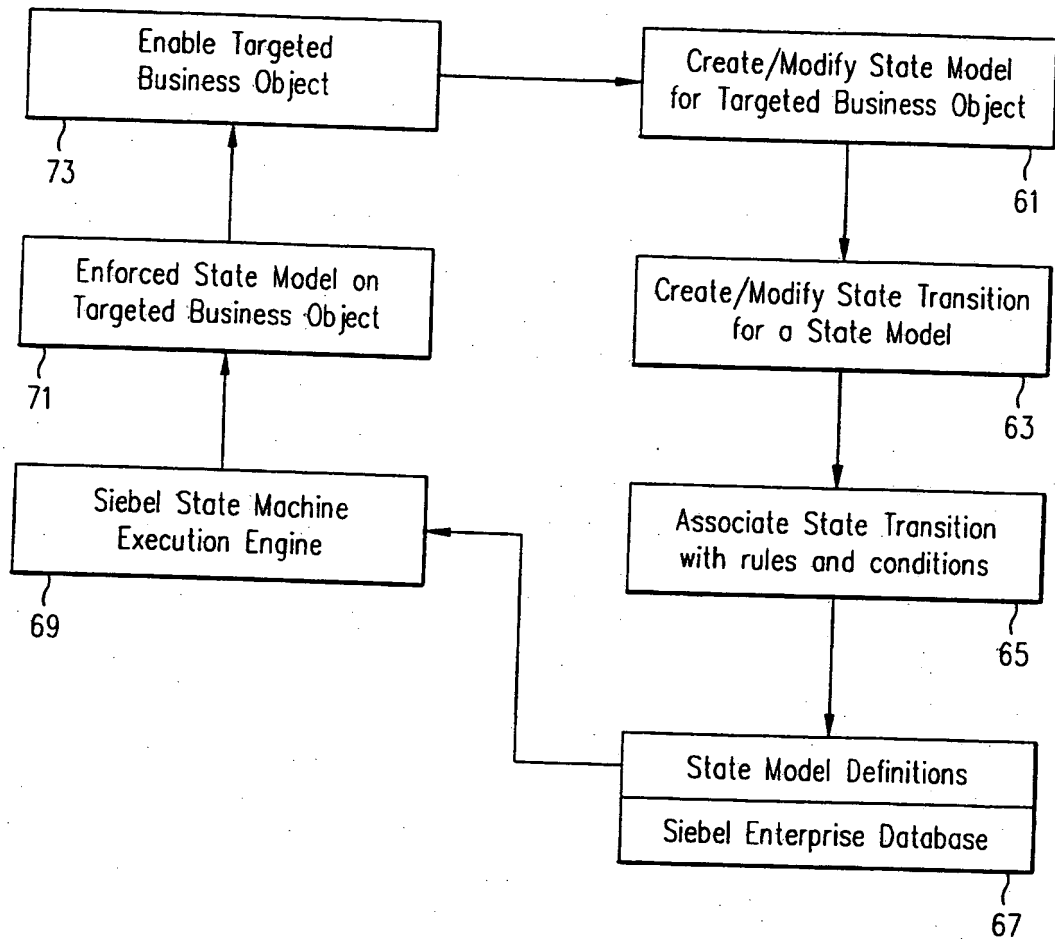 Enable Targeted
Business Object
73
Create/Modify State Model
for Targeted Business Object
61
Enforced State Model on
Targeted Business Object
71
Create/Modify State Transition
for a State Model
63
Siebel State Machine
Execution Engine
69
Associate State Transition
with rules and conditions
65
State Model Definitions
Siebel Enterprise Database
67